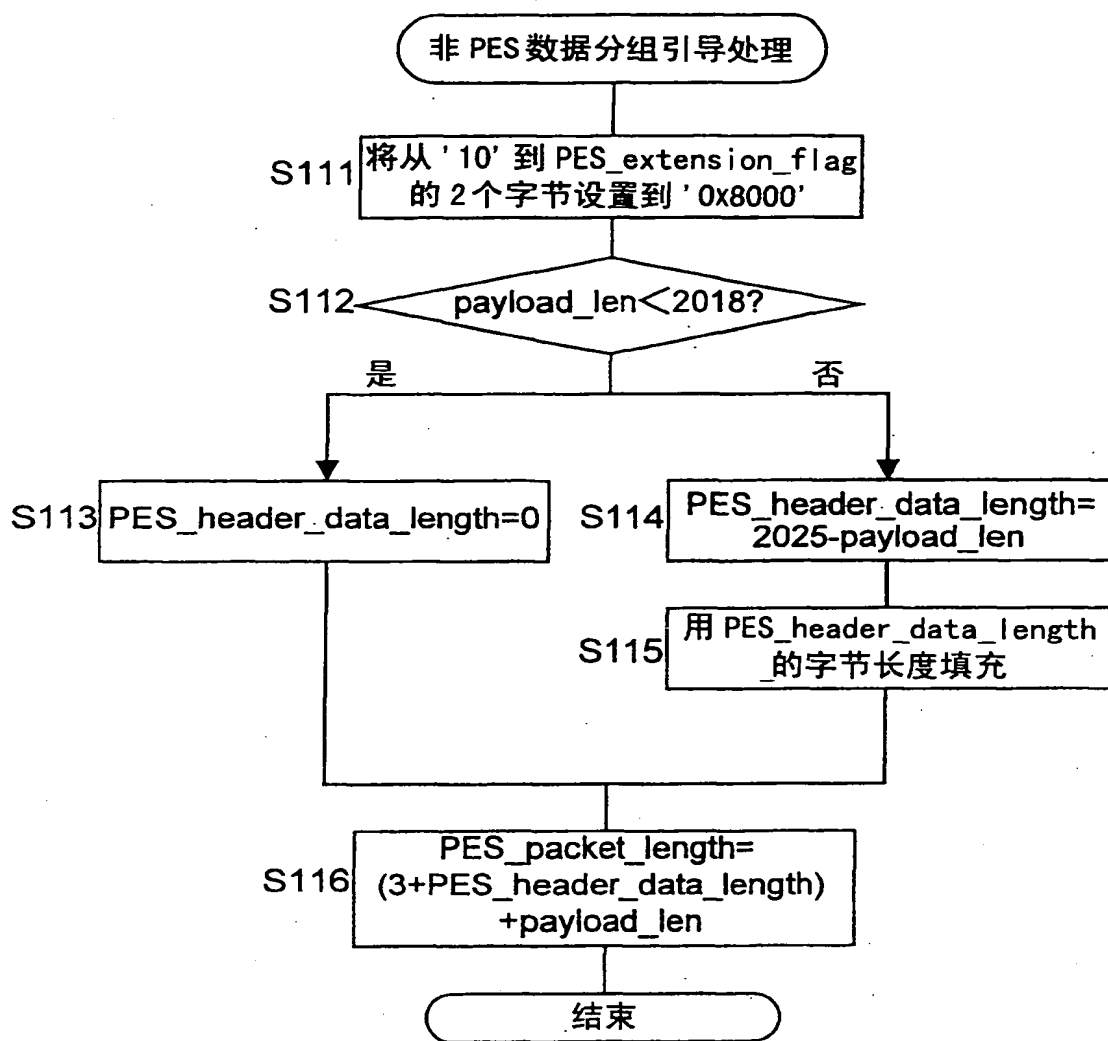 非 PES 数据分组引导处理
S111
将从 '10' 到 PES_extension_flag
的 2 个字节设置到 '0X8000'
S112
payload_len＜2018?
是
否
S113
PES_header_data_length=0
S114
PES_header_data_length=
2025-payload_len
S115
用 PES_header_data_length
的字节长度填充
S116
PES_packet_length=
(3+PES_header_data_length)
+payload_len
结束